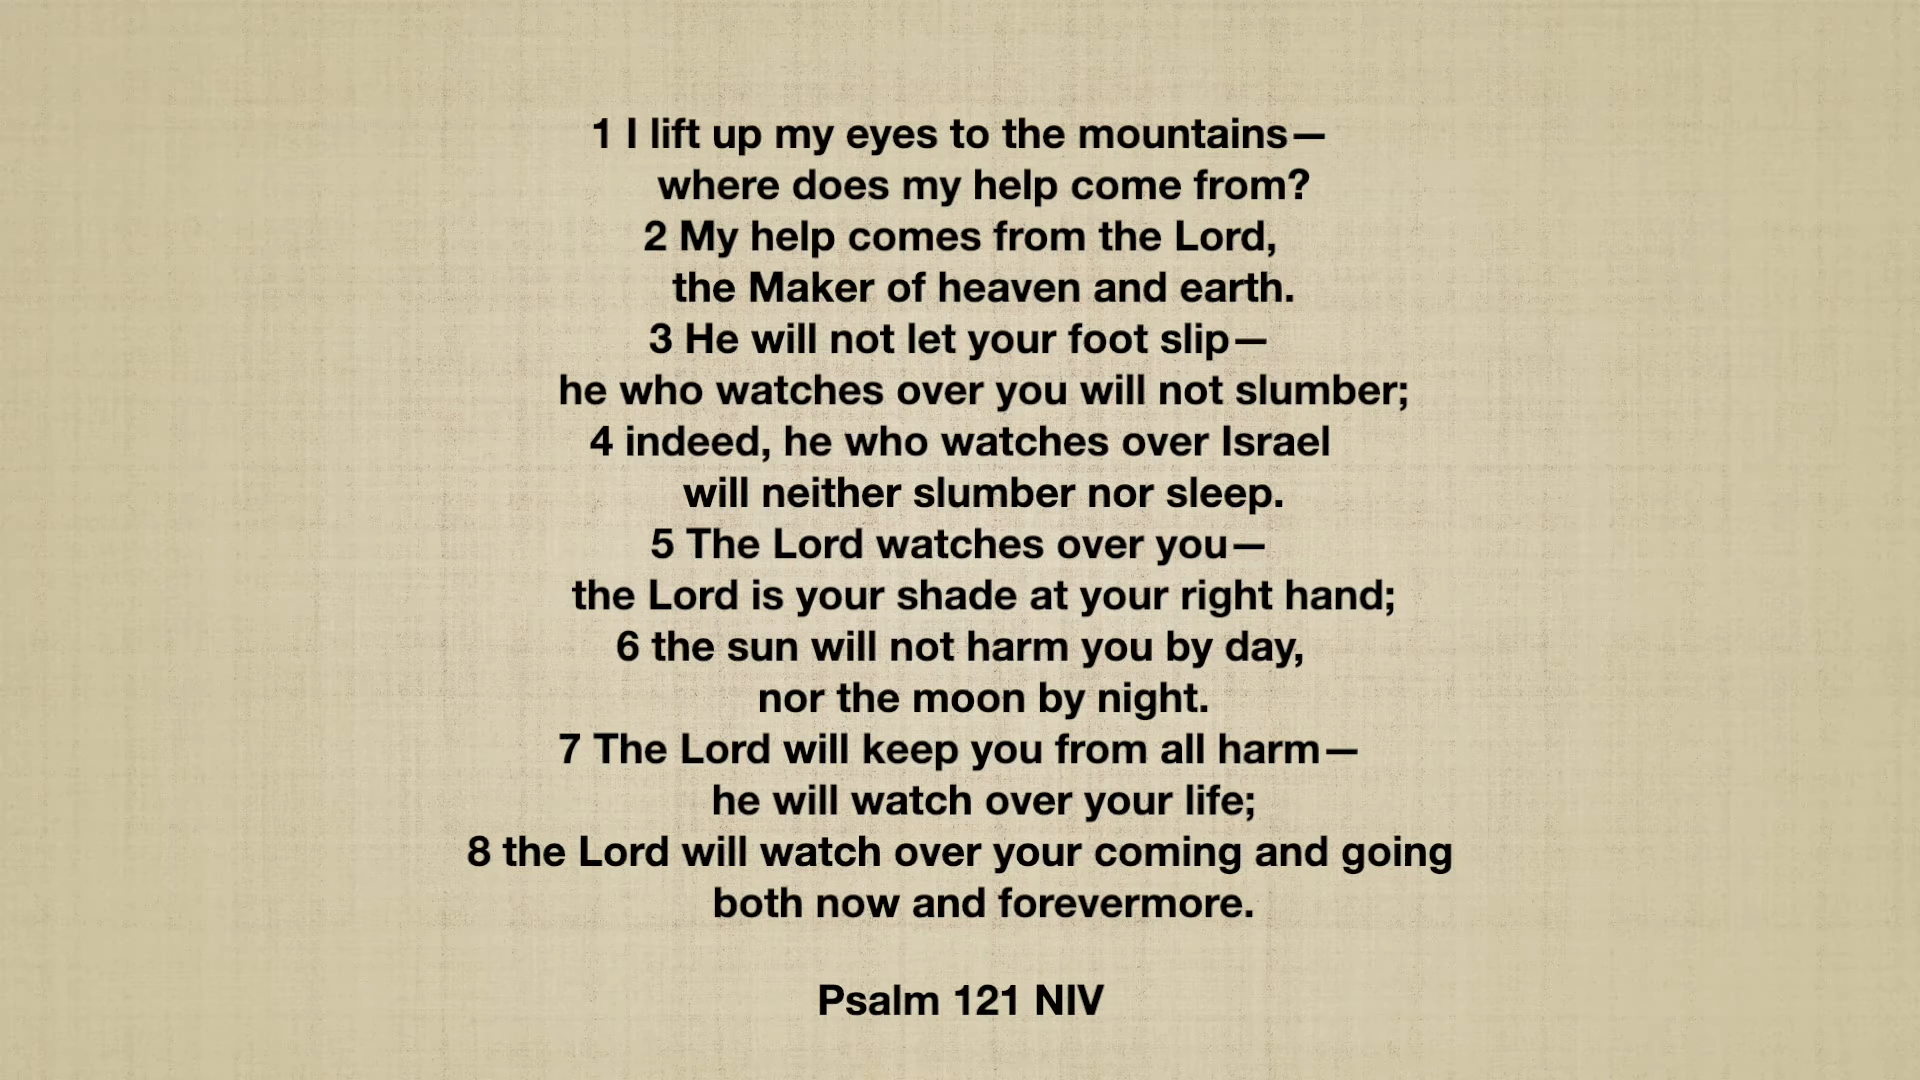 1 I lift up my eyes to the mountains—
where does my help come from?
2 My help comes from the Lord,
the Maker of heaven and earth.
3 He will not let your foot slip—
he who watches over you will not slumber;
4 indeed, he who watches over Israel
will neither slumber nor sleep.
5 The Lord watches over you—
the Lord is your shade at your right hand;
6 the sun will not harm you by day,
nor the moon by night.
7 The Lord will keep you from all harm—
he will watch over your life;
8 the Lord will watch over your coming and going
both now and forevermore.
Psalm 121 NIV